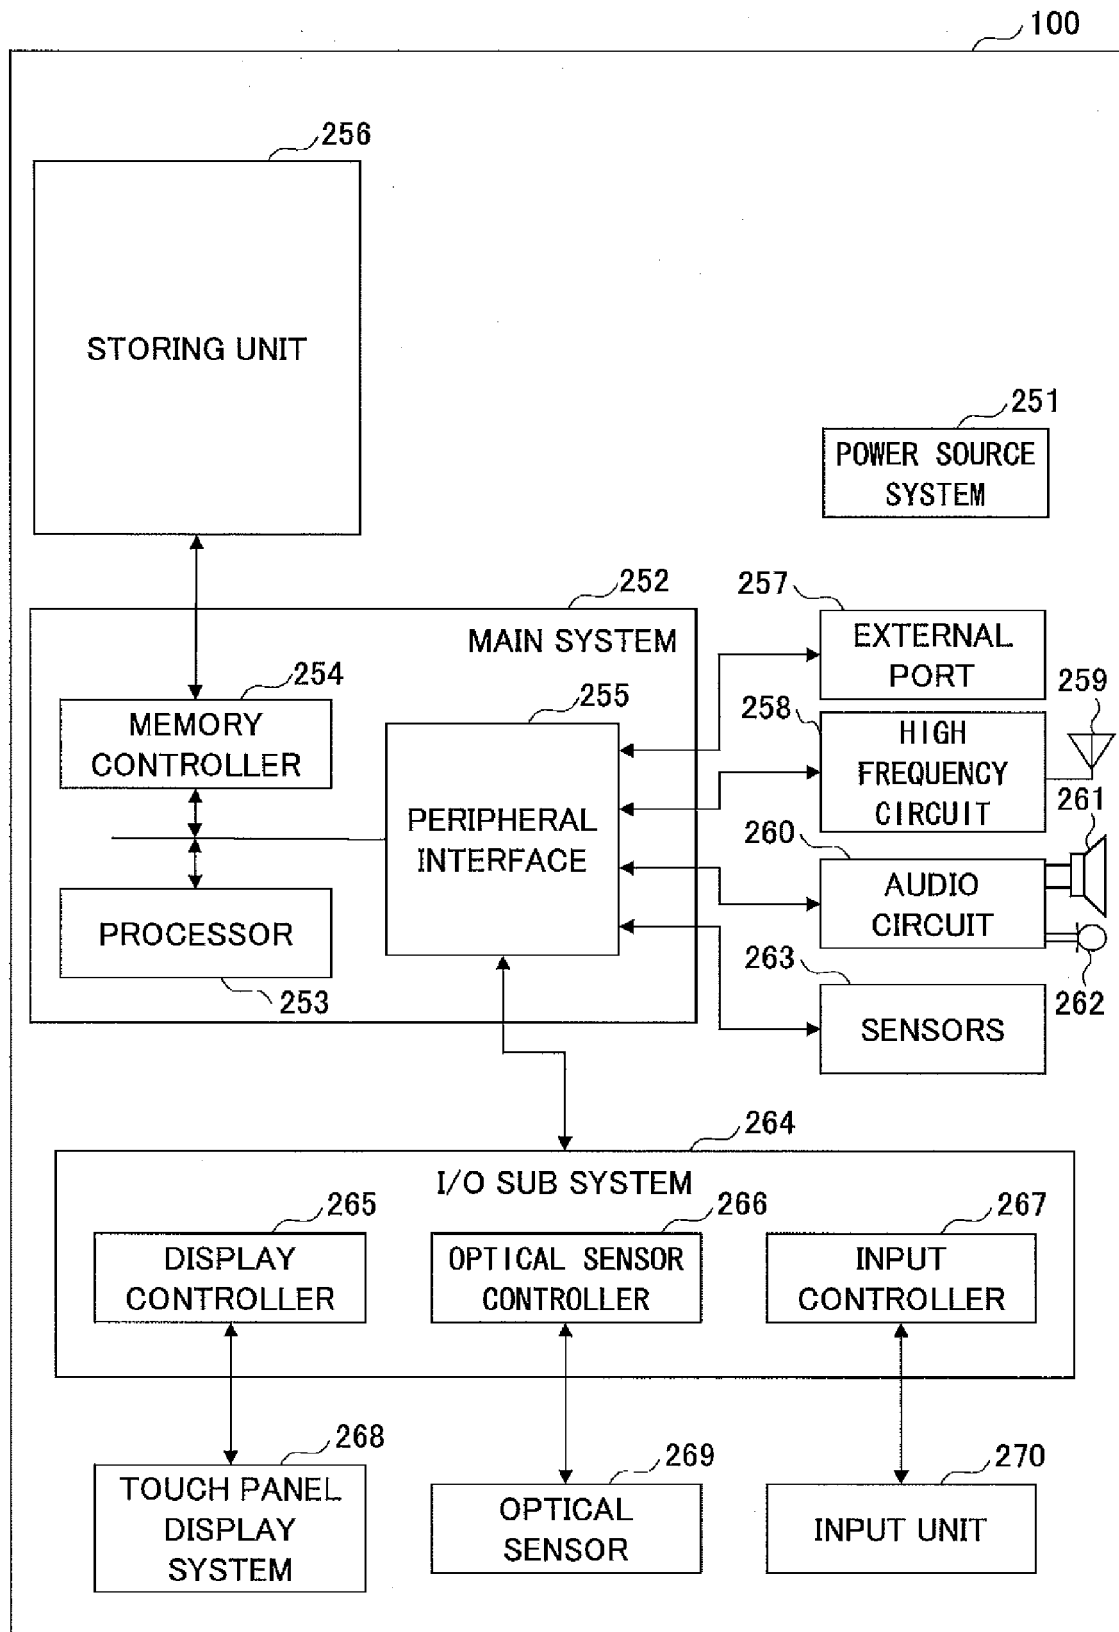 100
256
STORING UNIT
251
POWER SOURCE
SYSTEM
252
MAIN SYSTEM
254
MEMORY
CONTROLLER
255
PERIPHERAL
INTERFACE
PROCESSOR
253
257
EXTERNAL
PORT
258
HIGH
FREQUENCY
CIRCUIT
259
260
AUDIO
CIRCUIT
261
262
263
SENSORS
264
I/O SUB SYSTEM
265
DISPLAY
CONTROLLER
266
OPTICAL SENSOR
CONTROLLER
267
INPUT
CONTROLLER
268
TOUCH PANEL
DISPLAY
SYSTEM
269
OPTICAL
SENSOR
270
INPUT UNIT